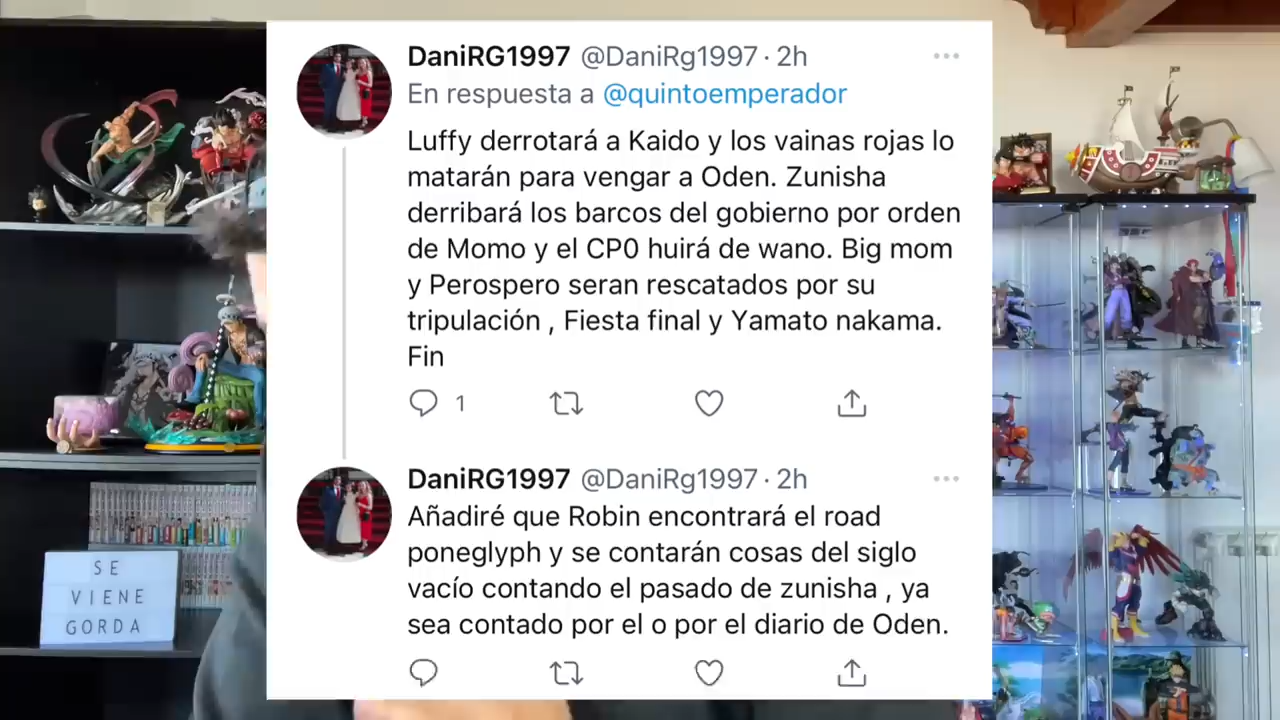 DaniRG1997 @DaniRg1997 · 2h
En respuesta a @quintoemperador
Luffy derrotará a Kaido y los vainas rojas lo
matarán para vengar a Oden. Zunisha
derribará los barcos del gobierno por orden
de Momo y el CP0 huirá de wano. Big mom
y Perospero seran rescatados por su
tripulación , Fiesta final y Yamato nakama.
Fin
1
DaniRG1997 @DaniRg1997 · 2h
Añadiré que Robin encontrará el road
poneglyph y se contarán cosas del siglo
vacío contando el pasado de zunisha , ya
sea contado por el o por el diario de Oden.
SE
VIENE
GORDA